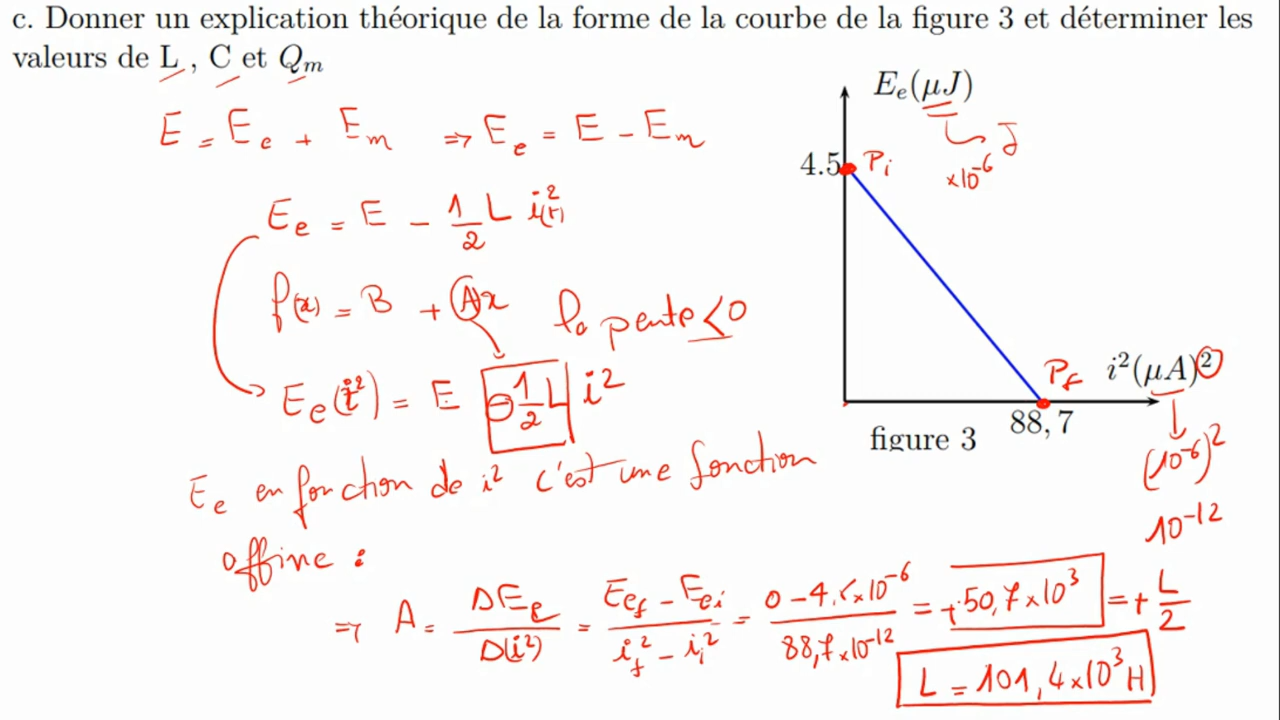 c. Donner un explication théorique de la forme de la courbe de la figure 3 et déterminer les
valeurs de L , C et Qm
E = Ee + Em ⇒ Ee = E - Em
Ee = E - 1/2 L i(t)²
f(x) = B + Ax la pente < 0
Ee(i²) = E - 1/2 L i²
Ee en fonction de i² c'est une fonction
affine :
⇒ A = ΔEe/Δ(i²) = (Eef - Eei)/(if² - ii²) = (0 - 4,5×10⁻⁶)/(88,7×10⁻¹²) = +50,7×10³ = + L/2
L = 101,4×10³ H
Ee(μJ)
J
×10⁻⁶
4.5
Pi
Pf
i²(μA)²
88,7
figure 3
(10⁻⁶)²
10⁻¹²